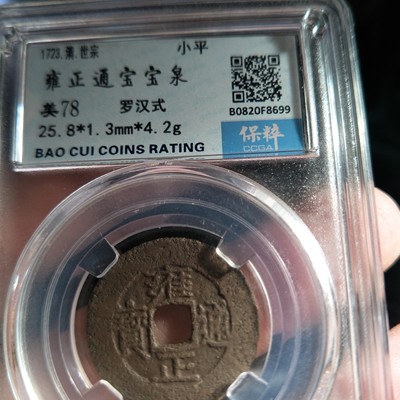 1723.清.世宗
小平
雍正通宝宝泉
美78
罗汉式
25.8*1.3mm*4.2g
B0820F8699
BAO CUI COINS RATING
保粹
CCGA
雍正通寳